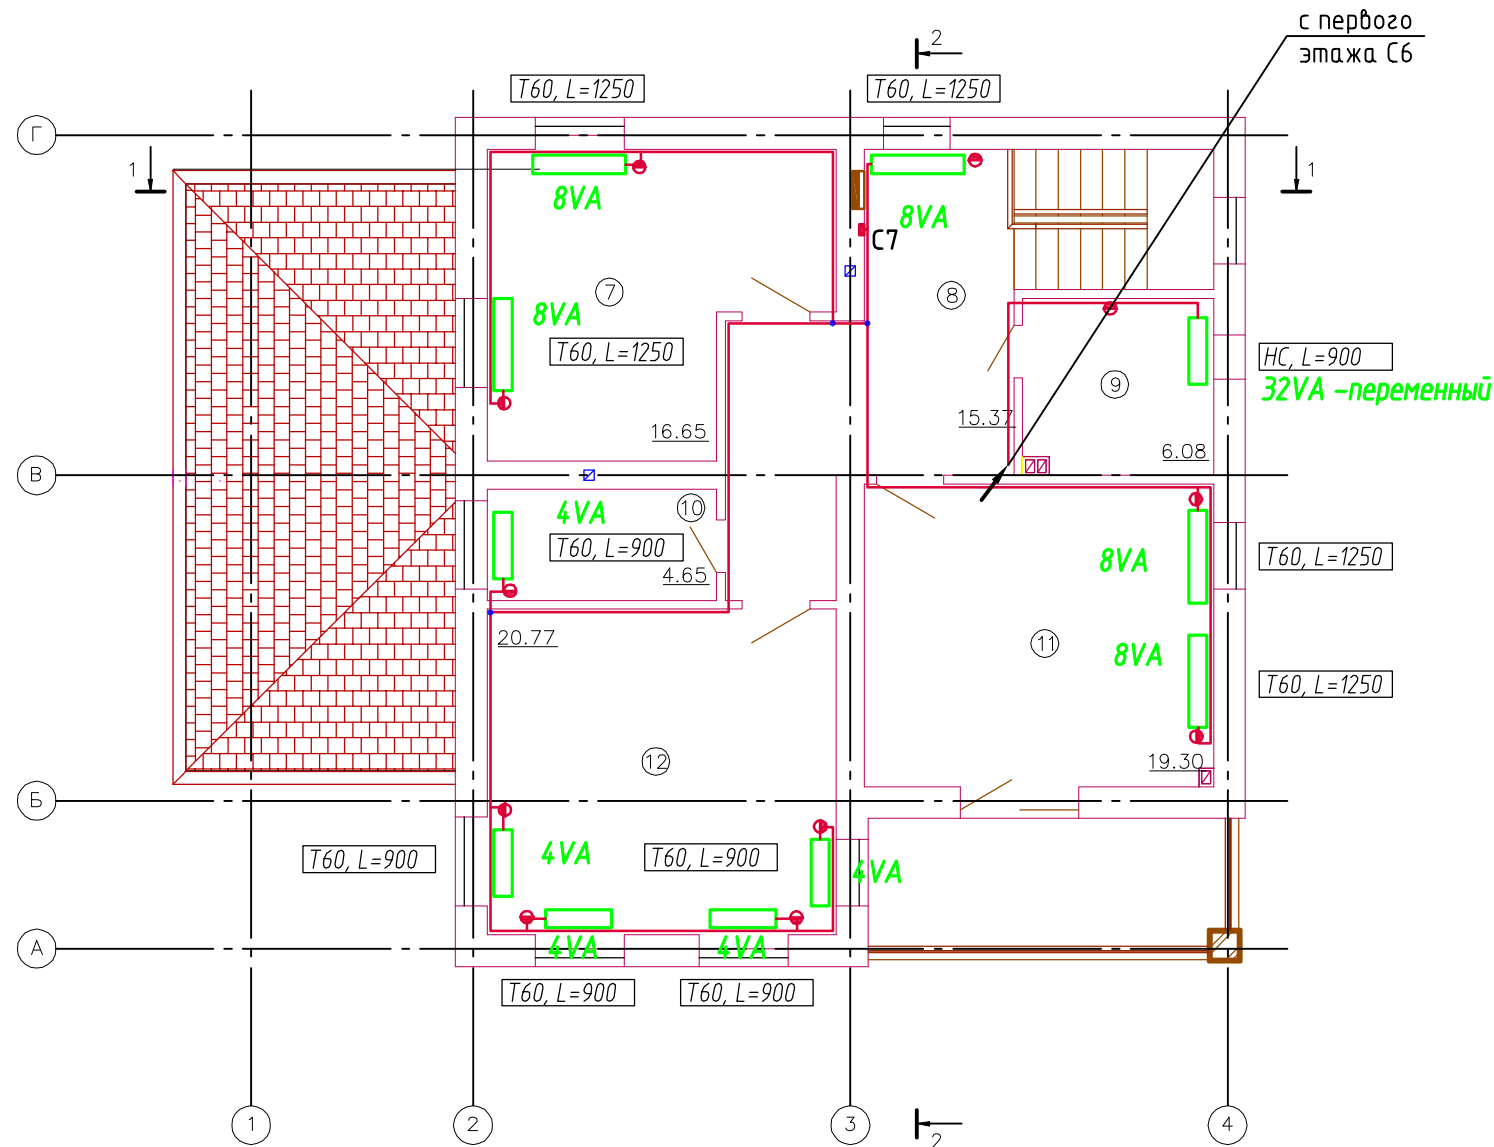 с первого
этажа С6
2
Т60, L=1250
Т60, L=1250
Г
1
1
8VA
8VA
С7
7
8
8VA
Т60, L=1250
НС, L=900
9
32VA -переменный
15.37
16.65
6.08
В
10
4VA
Т60, L=900
4.65
8VA
Т60, L=1250
20.77
11
8VA
Т60, L=1250
12
19.30
Б
4VA
Т60, L=900
Т60, L=900
4VA
А
4VA
4VA
Т60, L=900
Т60, L=900
1
2
3
4
2